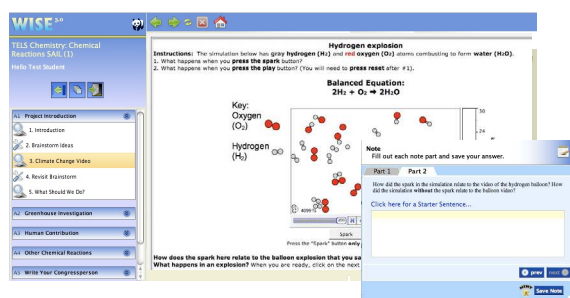 WISE 3.0
TELS Chemistry: Chemical
Reactions SAIL (1)
Hello Test Student
A1 Project Introduction
1. Introduction
2. Brainstorm Ideas
3. Climate Change Video
4. Revisit Brainstorm
5. What Should We Do?
A2 Greenhouse Investigation
A3 Human Contribution
A4 Other Chemical Reactions
A5 Write Your Congressperson
Hydrogen explosion
Instructions: The simulation below has gray hydrogen (H₂) and red oxygen (O₂) atoms combusting to form water (H₂O).
1. What happens when you press the spark button?
2. What happens when you press the play button? (You will need to press reset after #1).
Balanced Equation:
2H₂ + O₂ ➔ 2H₂O
Key:
Oxygen
(O₂)
Hydrogen
(H₂)
30
24
Spark
Press the "Spark" button only
How does the spark here relate to the balloon explosion that you sa
What happens in an explosion? When you are ready, click on the next
Note
Fill out each note part and save your answer.
Part 1 Part 2
How did the spark in the simulation relate to the video of the hydrogen balloon? How
did the simulation without the spark relate to the balloon video?
Click here for a Starter Sentence...
prev next
Save Note